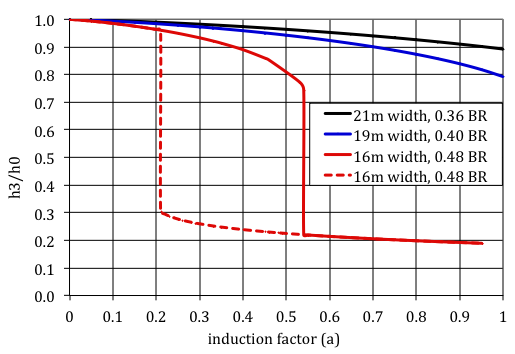 1.0
0.9
0.8
0.7
0.6
0.5
0.4
0.3
0.2
0.1
0.0
h3/h0
21m width, 0.36 BR
19m width, 0.40 BR
16m width, 0.48 BR
16m width, 0.48 BR
0 0.1 0.2 0.3 0.4 0.5 0.6 0.7 0.8 0.9 1
induction factor (a)